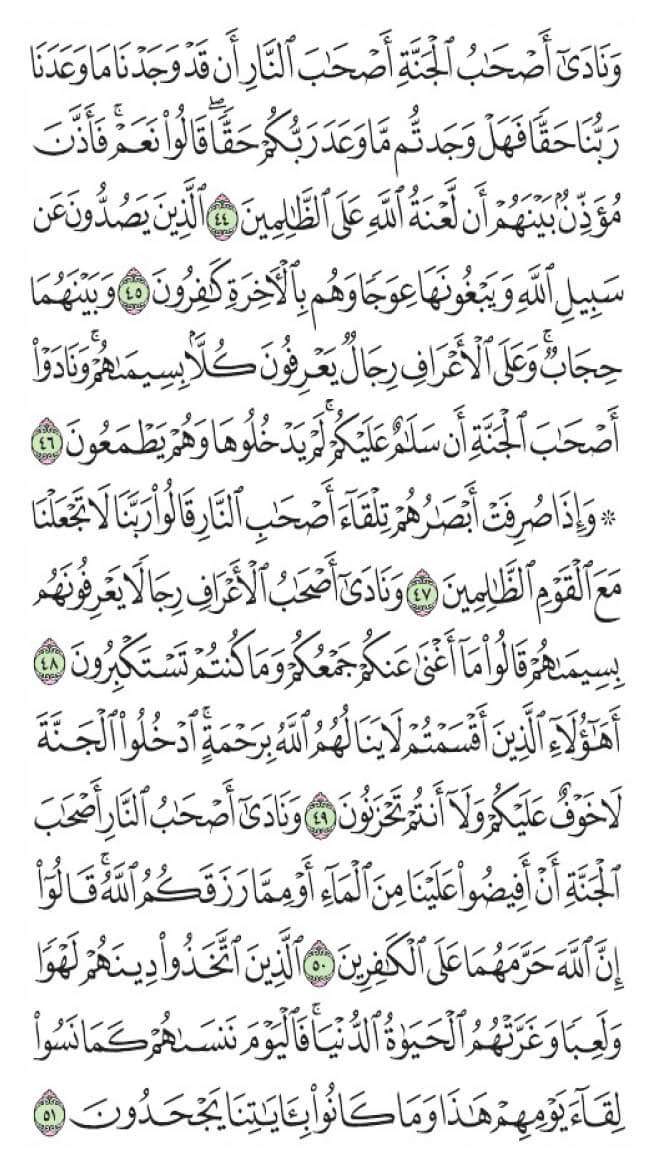 وَنَادَىٰٓ أَصۡحَٰبُ ٱلۡجَنَّةِ أَصۡحَٰبَ ٱلنَّارِ أَن قَدۡ وَجَدۡنَا مَا وَعَدَنَا
رَبُّنَا حَقّٗا فَهَلۡ وَجَدتُّم مَّا وَعَدَ رَبُّكُمۡ حَقّٗاۖ قَالُواْ نَعَمۡۚ فَأَذَّنَ
مُؤَذِّنُۢ بَيۡنَهُمۡ أَن لَّعۡنَةُ ٱللَّهِ عَلَى ٱلظَّٰلِمِينَ ٤٤ ٱلَّذِينَ يَصُدُّونَ عَن
سَبِيلِ ٱللَّهِ وَيَبۡغُونَهَا عِوَجٗا وَهُم بِٱلۡأٓخِرَةِ كَٰفِرُونَ ٤٥ وَبَيۡنَهُمَا
حِجَابٞۚ وَعَلَى ٱلۡأَعۡرَافِ رِجَالٞ يَعۡرِفُونَ كُلَّۢا بِسِيمَىٰهُمۡۚ وَنَادَوۡاْ
أَصۡحَٰبَ ٱلۡجَنَّةِ أَن سَلَٰمٌ عَلَيۡكُمۡۚ لَمۡ يَدۡخُلُوهَا وَهُمۡ يَطۡمَعُونَ ٤٦
۞ وَإِذَا صُرِفَتۡ أَبۡصَٰرُهُمۡ تِلۡقَآءَ أَصۡحَٰبِ ٱلنَّارِ قَالُواْ رَبَّنَا لَا تَجۡعَلۡنَا
مَعَ ٱلۡقَوۡمِ ٱلظَّٰلِمِينَ ٤٧ وَنَادَىٰٓ أَصۡحَٰبُ ٱلۡأَعۡرَافِ رِجَالٗا يَعۡرِفُونَهُم
بِسِيمَىٰهُمۡ قَالُواْ مَآ أَغۡنَىٰ عَنكُمۡ جَمۡعُكُمۡ وَمَا كُنتُمۡ تَسۡتَكۡبِرُونَ ٤٨
أَهَٰٓؤُلَآءِ ٱلَّذِينَ أَقۡسَمۡتُمۡ لَا يَنَالُهُمُ ٱللَّهُ بِرَحۡمَةٍۚ ٱدۡخُلُواْ ٱلۡجَنَّةَ
لَا خَوۡفٌ عَلَيۡكُمۡ وَلَآ أَنتُمۡ تَحۡزَنُونَ ٤٩ وَنَادَىٰٓ أَصۡحَٰبُ ٱلنَّارِ أَصۡحَٰبَ
ٱلۡجَنَّةِ أَنۡ أَفِيضُواْ عَلَيۡنَا مِنَ ٱلۡمَآءِ أَوۡ مِمَّا رَزَقَكُمُ ٱللَّهُۚ قَالُوٓاْ
إِنَّ ٱللَّهَ حَرَّمَهُمَا عَلَى ٱلۡكَٰفِرِينَ ٥٠ ٱلَّذِينَ ٱتَّخَذُواْ دِينَهُمۡ لَهۡوٗا
وَلَعِبٗا وَغَرَّتۡهُمُ ٱلۡحَيَوٰةُ ٱلدُّنۡيَاۚ فَٱلۡيَوۡمَ نَنسَىٰهُمۡ كَمَا نَسُواْ
لِقَآءَ يَوۡمِهِمۡ هَٰذَا وَمَا كَانُواْ بِـَٔايَٰتِنَا يَجۡحَدُونَ ٥١